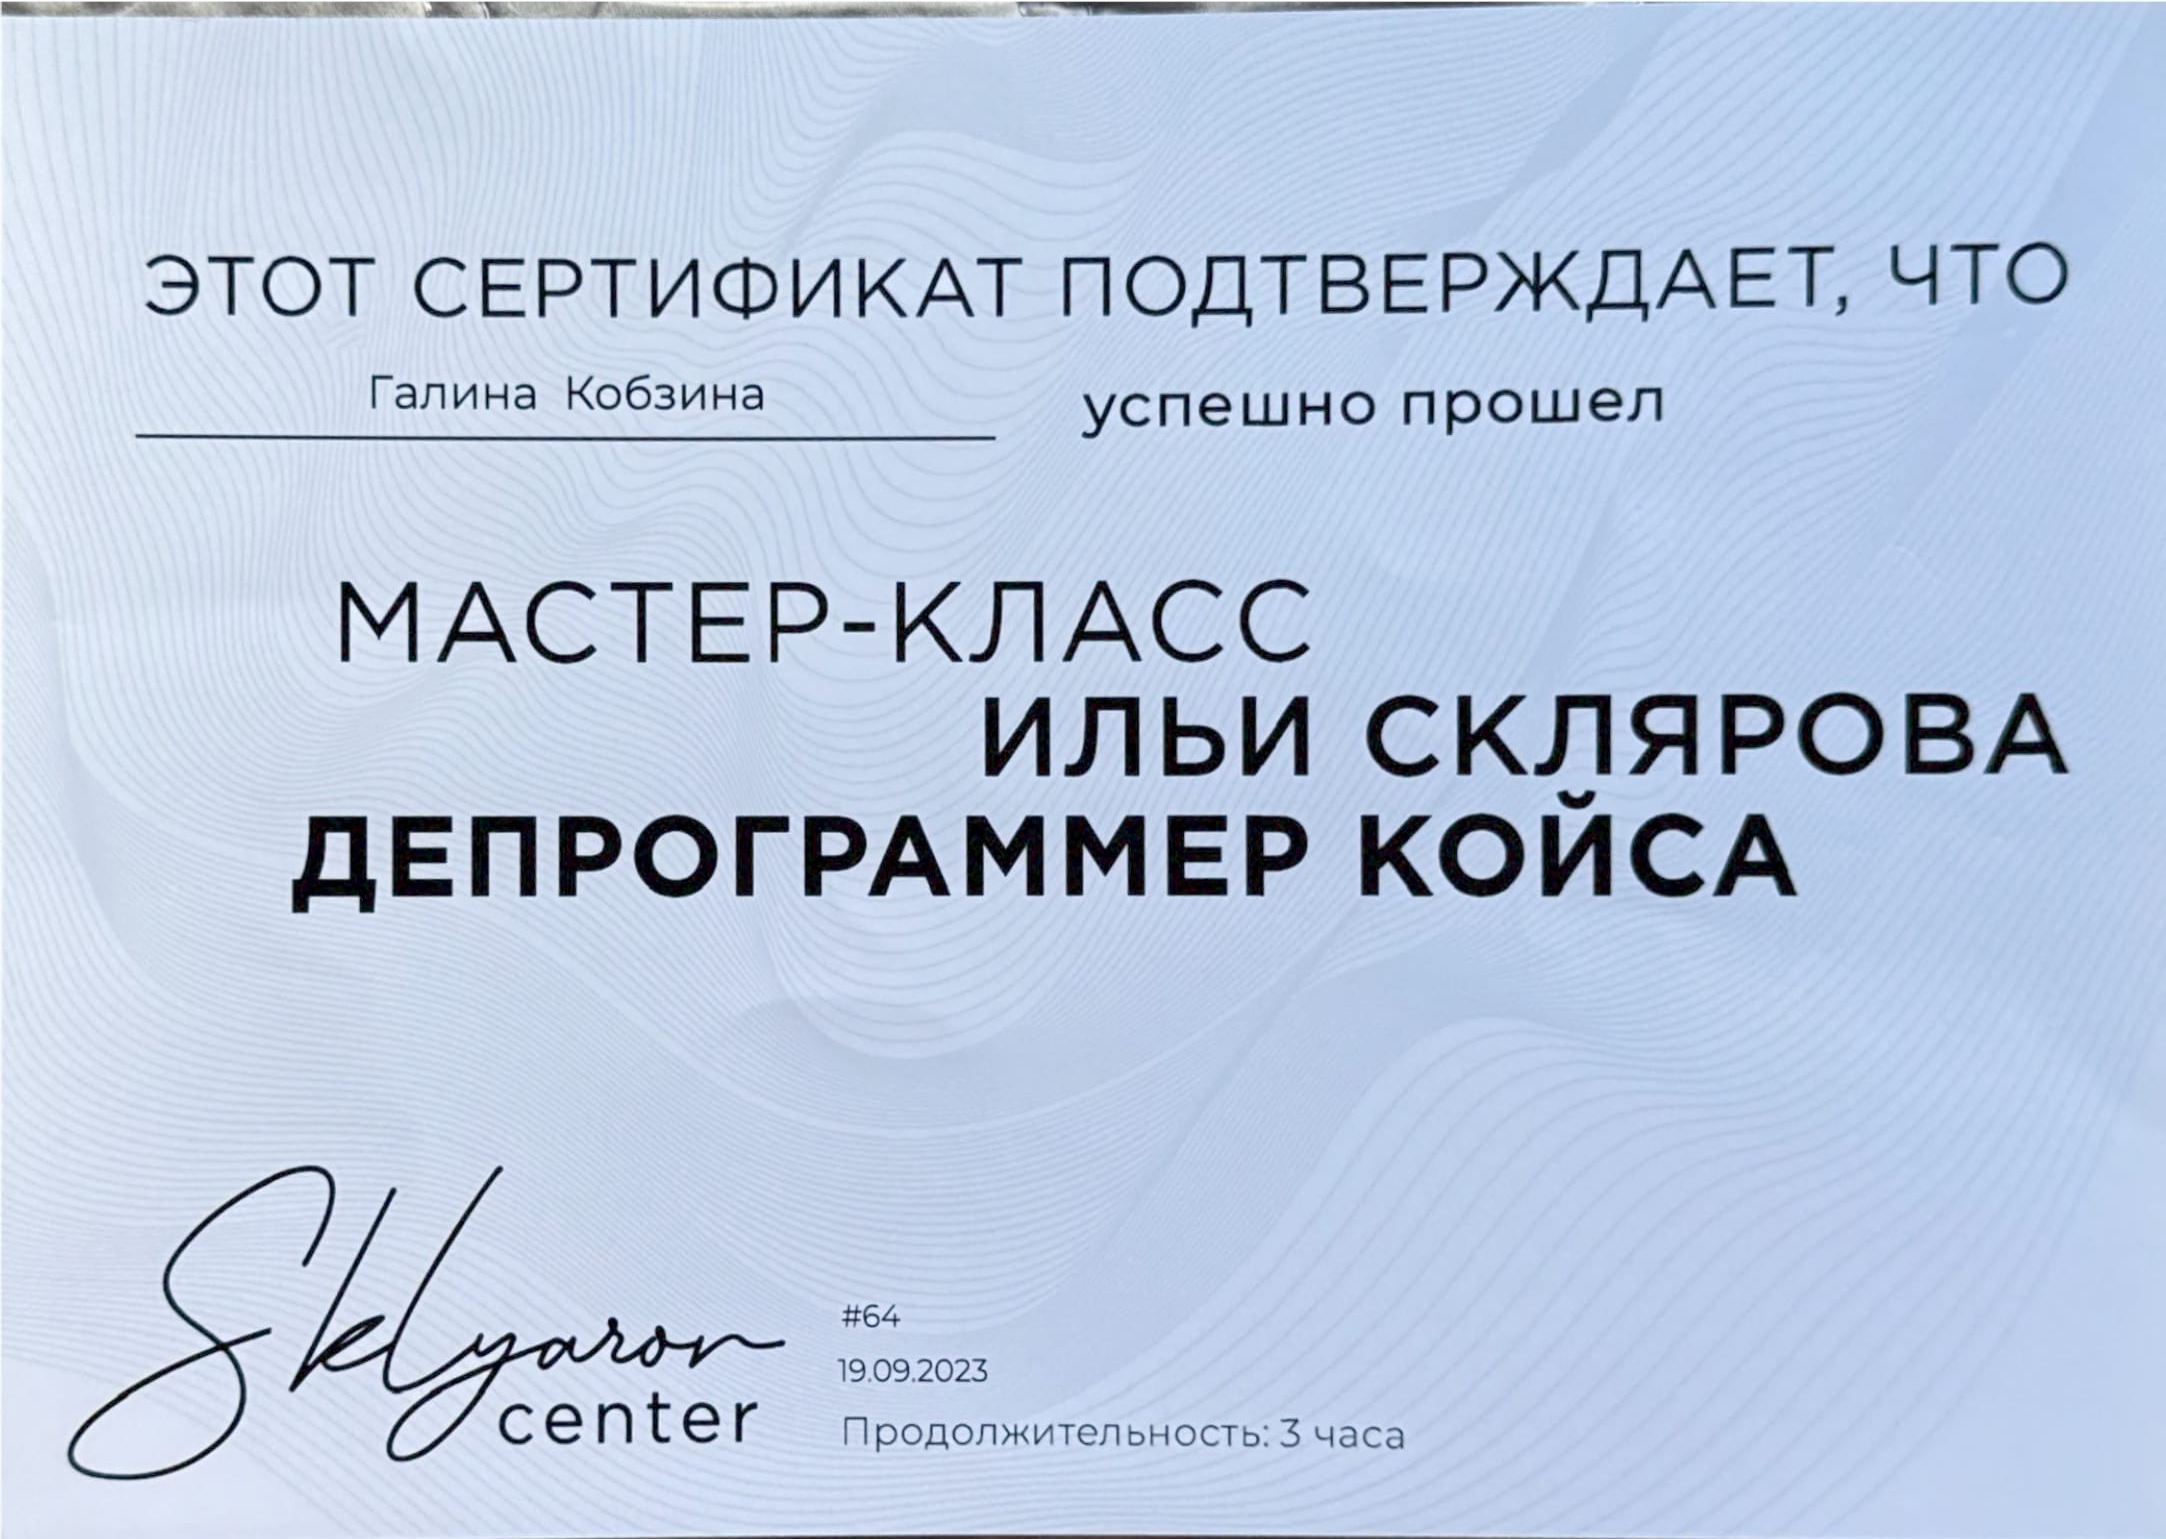 ЭТОТ СЕРТИФИКАТ ПОДТВЕРЖДАЕТ, ЧТО
Галина Кобзина успешно прошел
МАСТЕР-КЛАСС
ИЛЬИ СКЛЯРОВА
ДЕПРОГРАММЕР КОЙСА
Sklyarov
center
#64
19.09.2023
Продолжительность: 3 часа